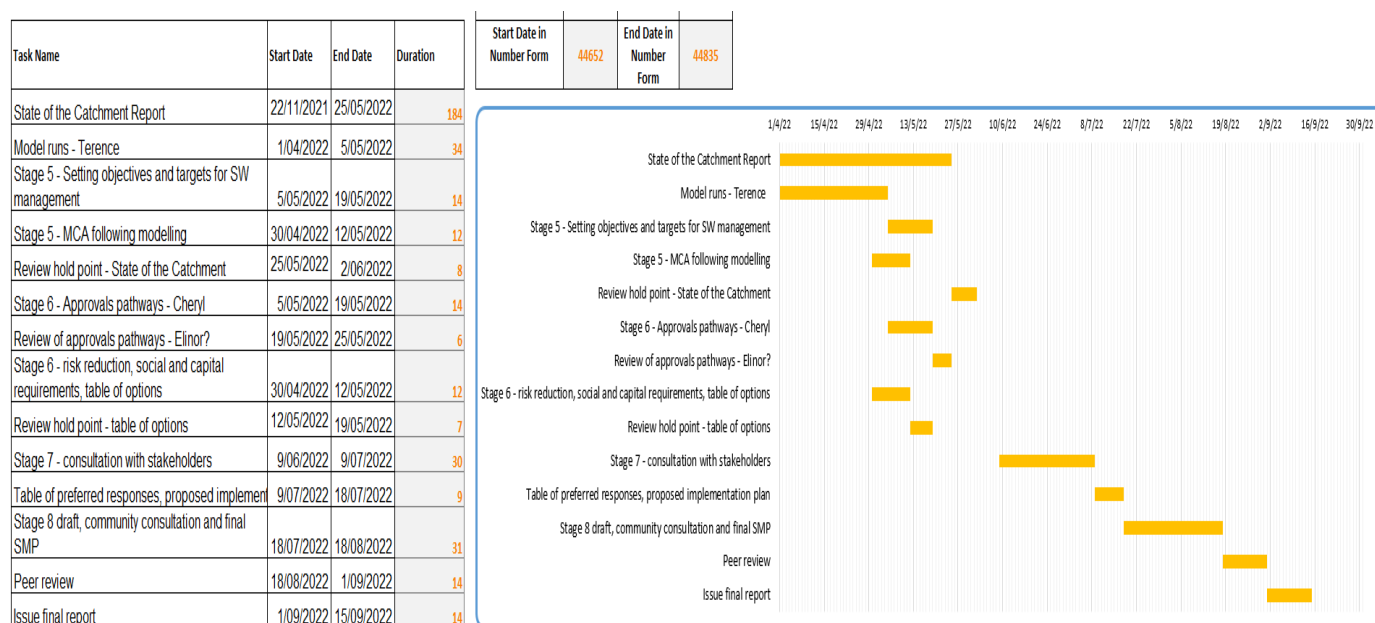 Task Name Start Date End Date Duration
State of the Catchment Report 22/11/2021 25/05/2022 184
Model runs - Terence 1/04/2022 5/05/2022 34
Stage 5 - Setting objectives and targets for SW
management 5/05/2022 19/05/2022 14
Stage 5 - MCA following modelling 30/04/2022 12/05/2022 12
Review hold point - State of the Catchment 25/05/2022 2/06/2022 8
Stage 6 - Approvals pathways - Cheryl 5/05/2022 19/05/2022 14
Review of approvals pathways - Elinor? 19/05/2022 25/05/2022 6
Stage 6 - risk reduction, social and capital
requirements, table of options 30/04/2022 12/05/2022 12
Review hold point - table of options 12/05/2022 19/05/2022 7
Stage 7 - consultation with stakeholders 9/06/2022 9/07/2022 30
Table of preferred responses, proposed implement 9/07/2022 18/07/2022 9
Stage 8 draft, community consultation and final
SMP 18/07/2022 18/08/2022 31
Peer review 18/08/2022 1/09/2022 14
Issue final report 1/09/2022 15/09/2022 14
Start Date in
Number Form
44652
End Date in
Number
Form
44835
1/4/22 15/4/22 29/4/22 13/5/22 27/5/22 10/6/22 24/6/22 8/7/22 22/7/22 5/8/22 19/8/22 2/9/22 16/9/22 30/9/22
State of the Catchment Report
Model runs - Terence
Stage 5 - Setting objectives and targets for SW management
Stage 5 - MCA following modelling
Review hold point - State of the Catchment
Stage 6 - Approvals pathways - Cheryl
Review of approvals pathways - Elinor?
Stage 6 - risk reduction, social and capital requirements, table of options
Review hold point - table of options
Stage 7 - consultation with stakeholders
Table of preferred responses, proposed implementation plan
Stage 8 draft, community consultation and final SMP
Peer review
Issue final report